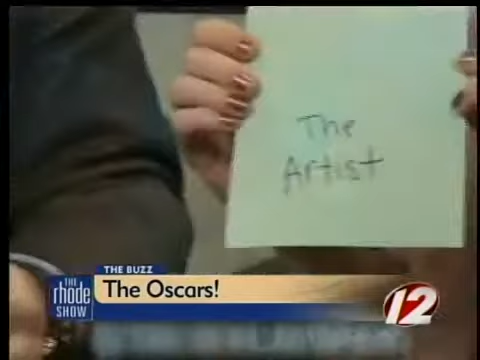 The
Artist
THE BUZZ
THE
rhode
SHOW
The Oscars!
12